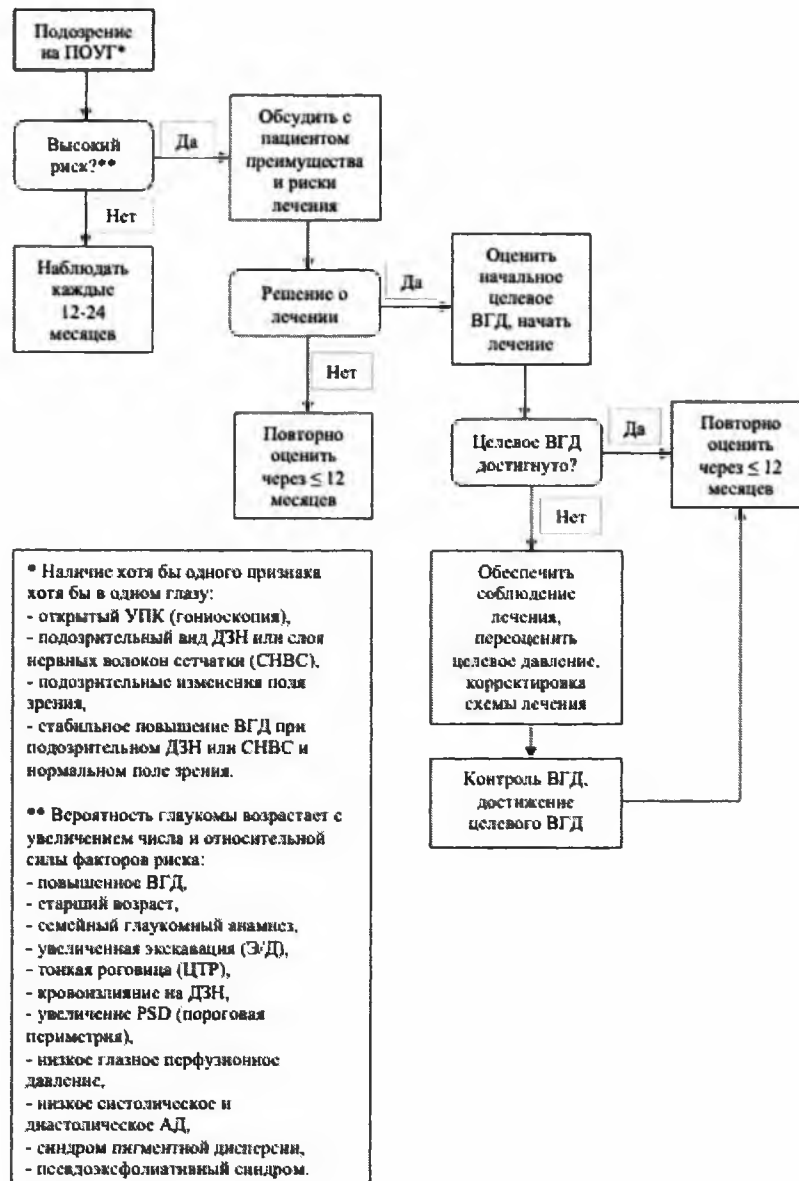 Подозрение
на ПОУГ*
Высокий
риск?**
Да
Обсудить с
пациентом
преимущества
и риски
лечения
Нет
Наблюдать
каждые
12-24
месяцев
Решение о
лечении
Да
Оценить
начальное
целевое
ВГД, начать
лечение
Нет
Повторно
оценить
через ≤ 12
месяцев
Целевое ВГД
достигнуто?
Да
Повторно
оценить
через ≤ 12
месяцев
Нет
Обеспечить
соблюдение
лечения,
переоценить
целевое давление,
корректировка
схемы лечения
Контроль ВГД,
достижение
целевого ВГД
* Наличие хотя бы одного признака
хотя бы в одном глазу:
- открытый УПК (гониоскопия),
- подозрительный вид ДЗН или слоя
нервных волокон сетчатки (СНВС),
- подозрительные изменения поля
зрения,
- стабильное повышение ВГД при
подозрительном ДЗН или СНВС и
нормальном поле зрения.
** Вероятность глаукомы возрастает с
увеличением числа и относительной
силы факторов риска:
- повышенное ВГД,
- старший возраст,
- семейный глаукомный анамнез,
- увеличенная экскавация (Э/Д),
- тонкая роговица (ЦТР),
- кровоизлияние на ДЗН,
- увеличение PSD (пороговая
периметрия),
- низкое глазное перфузионное
давление,
- низкое систолическое и
диастолическое АД,
- синдром пигментной дисперсии,
- псевдоэксфолиативный синдром.